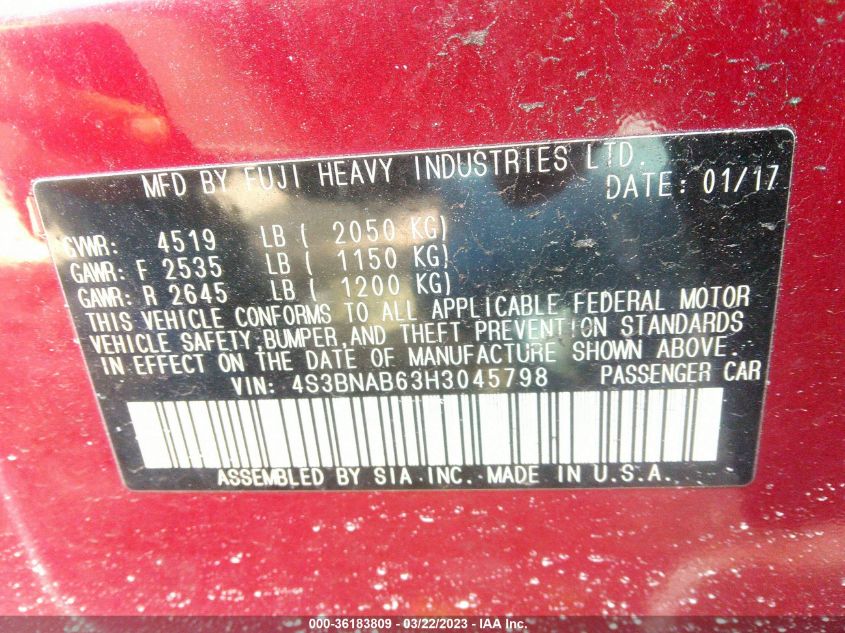 MFD BY FUJI HEAVY INDUSTRIES LTD.
DATE: 01/17
GVWR: 4519 LB ( 2050 KG)
GAWR: F 2535 LB ( 1150 KG)
GAWR: R 2645 LB ( 1200 KG)
THIS VEHICLE CONFORMS TO ALL APPLICABLE FEDERAL MOTOR
VEHICLE SAFETY, BUMPER, AND THEFT PREVENTION STANDARDS
IN EFFECT ON THE DATE OF MANUFACTURE SHOWN ABOVE.
VIN: 4S3BNAB63H3045798 PASSENGER CAR
ASSEMBLED BY SIA INC. MADE IN U.S.A.
000-36183809 - 03/22/2023 - IAA Inc.